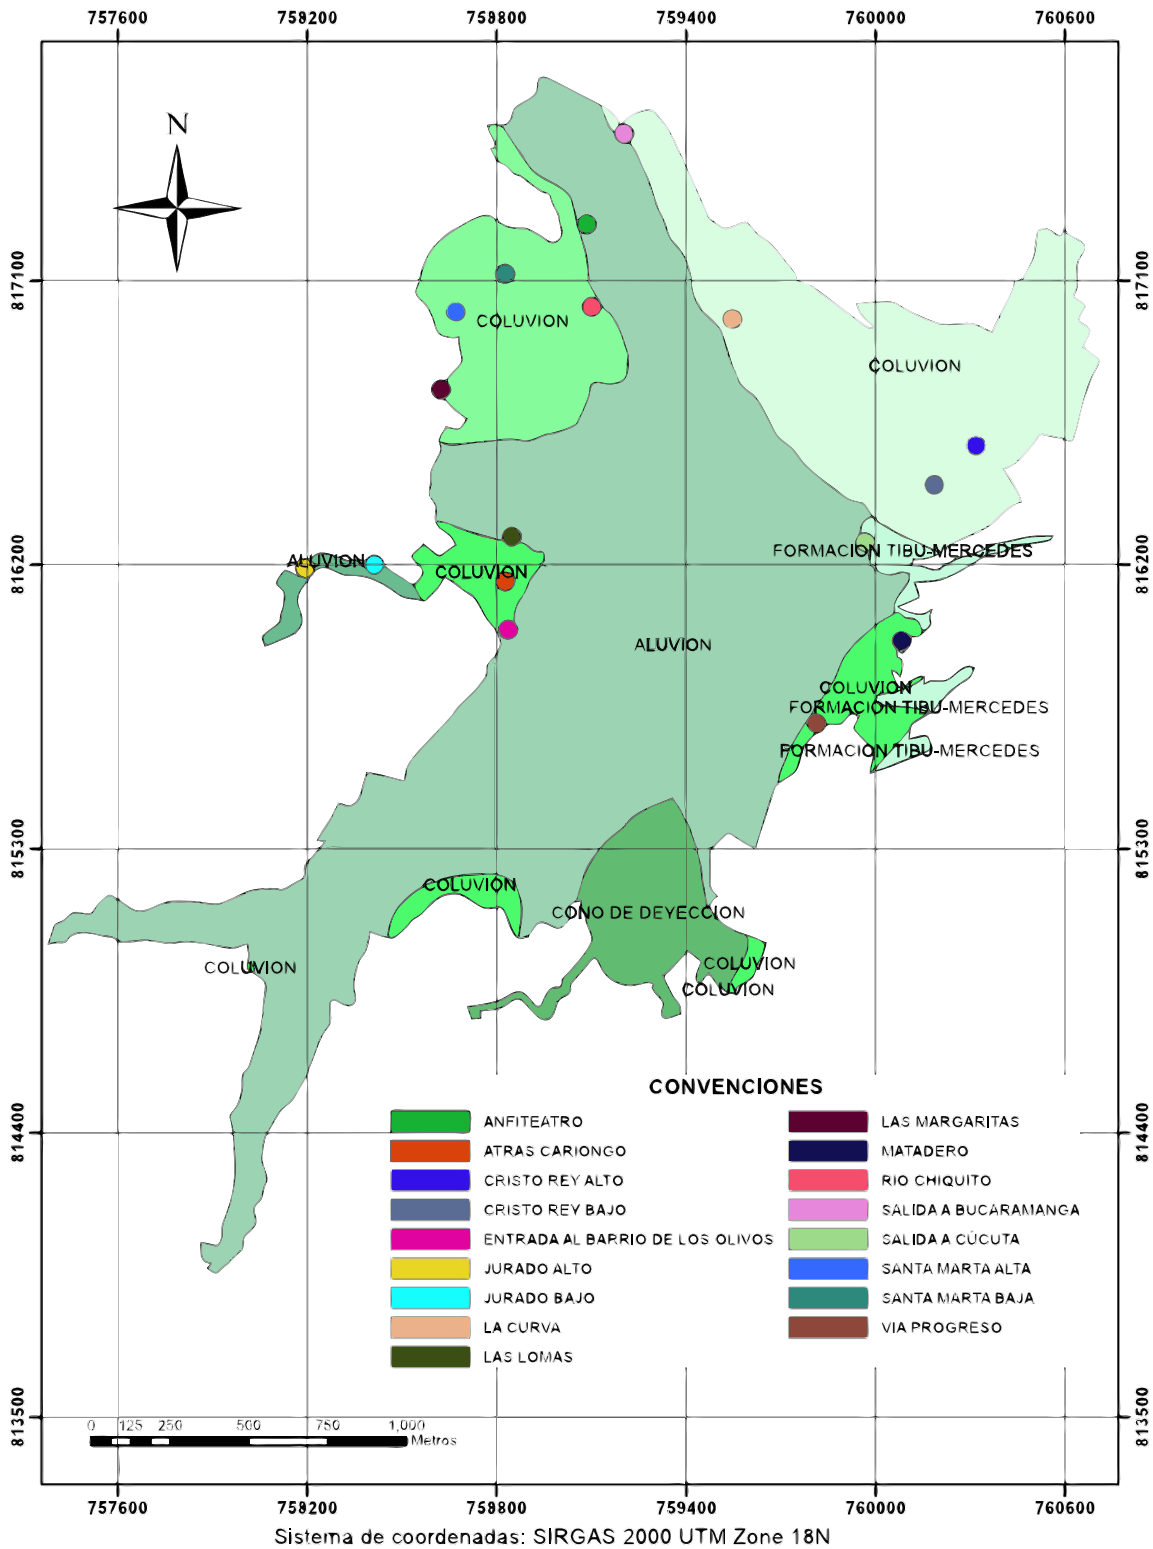 757600 758200 758800 759400 760000 760600
N
817100 817100
COLUVION
COLUVION
FORMACION TIBU-MERCEDES
816200 816200
ALUVION
COLUVION
ALUVION
COLUVION
FORMACION TIBU-MERCEDES
FORMACION TIBU-MERCEDES
815300 815300
COLUVION
CONO DE DEYECCION
COLUVION
COLUVION
COLUVION
CONVENCIONES
814400 814400
ANFITEATRO
ATRAS CARIONGO
CRISTO REY ALTO
CRISTO REY BAJO
ENTRADA AL BARRIO DE LOS OLIVOS
JURADO ALTO
JURADO BAJO
LA CURVA
LAS LOMAS
LAS MARGARITAS
MATADERO
RIO CHIQUITO
SALIDA A BUCARAMANGA
SALIDA A CÚCUTA
SANTA MARTA ALTA
SANTA MARTA BAJA
VIA PROGRESO
813500 813500
0 125 250 500 750 1,000
Metros
757600 758200 758800 759400 760000 760600
Sistema de coordenadas: SIRGAS 2000 UTM Zone 18N